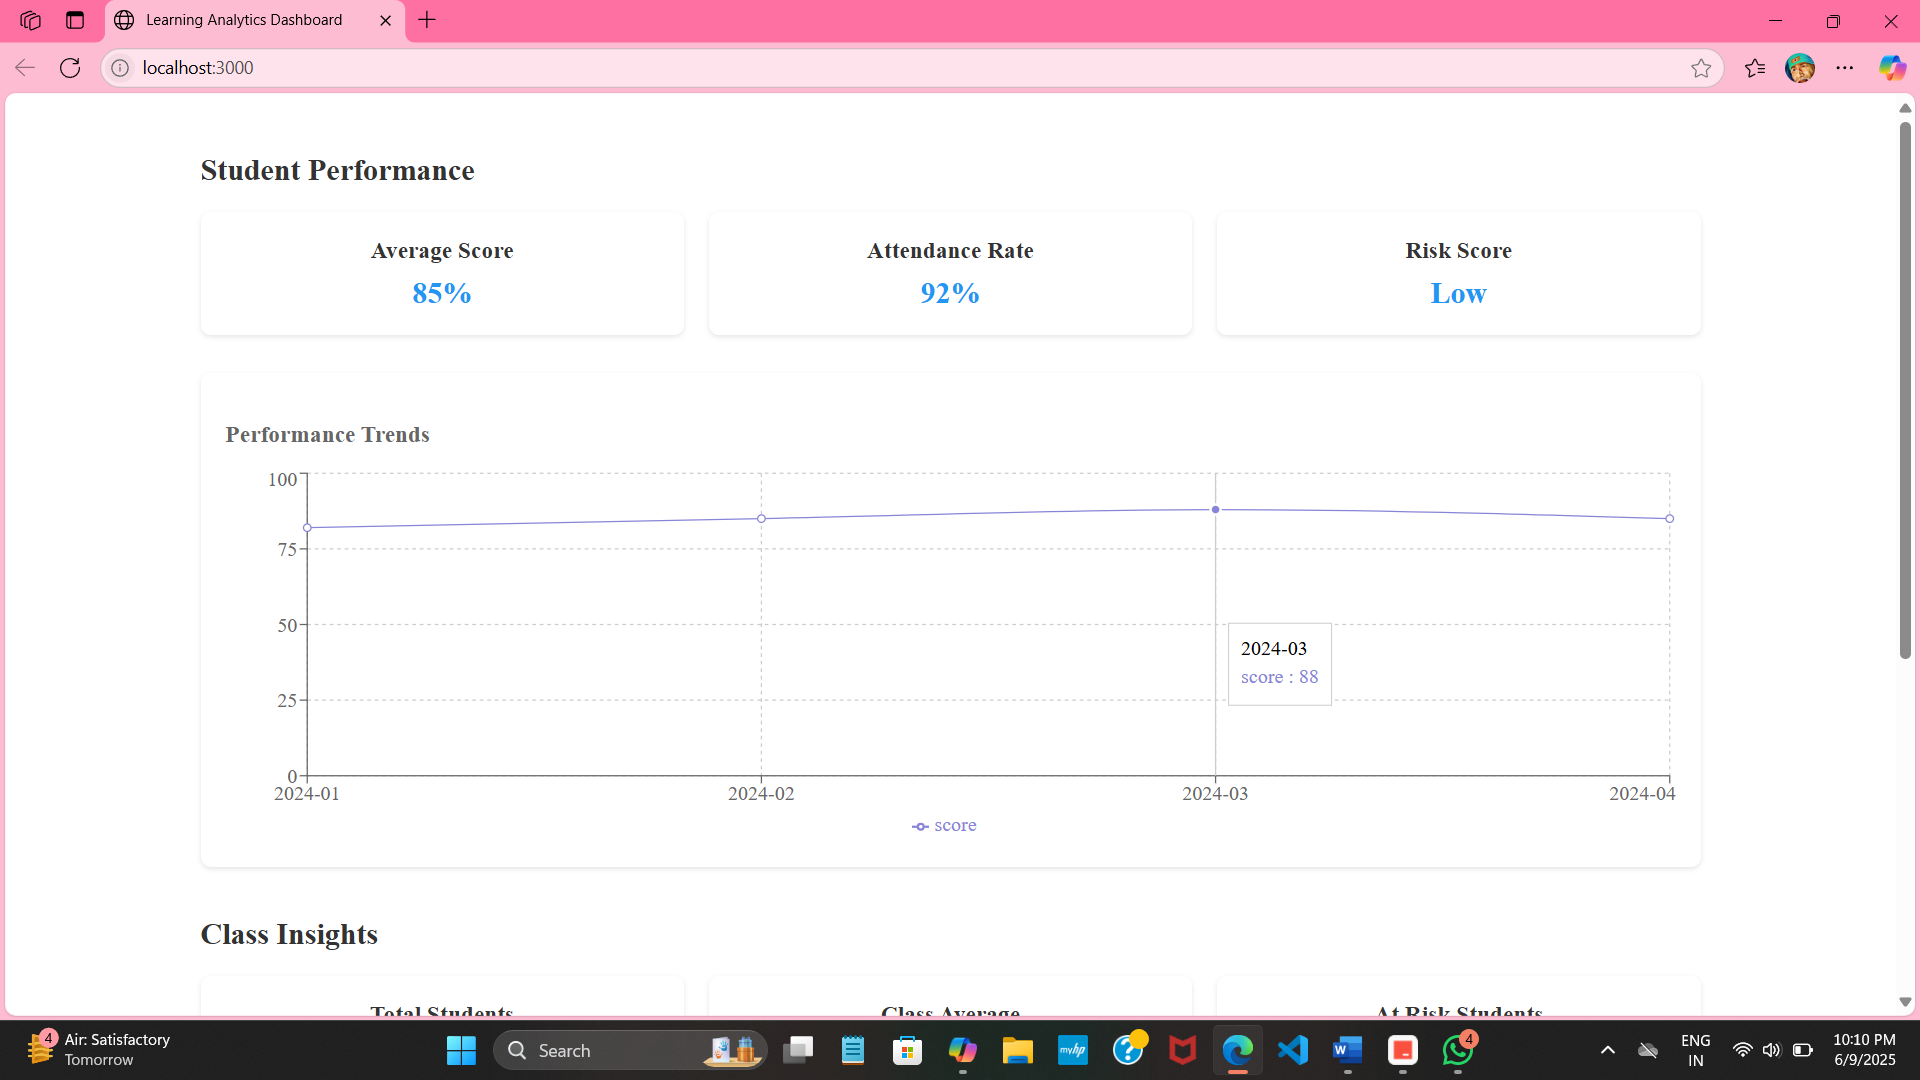 Learning Analytics Dashboard
localhost:3000
Student Performance
Average Score
85%
Attendance Rate
92%
Risk Score
Low
Performance Trends
100
75
50
25
0
2024-01
2024-02
2024-03
2024-04
2024-03
score : 88
score
Class Insights
Total Students
Class Average
At Risk Students
4
Air: Satisfactory
Tomorrow
Search
myhp
W
4
ENG
IN
10:10 PM
6/9/2025